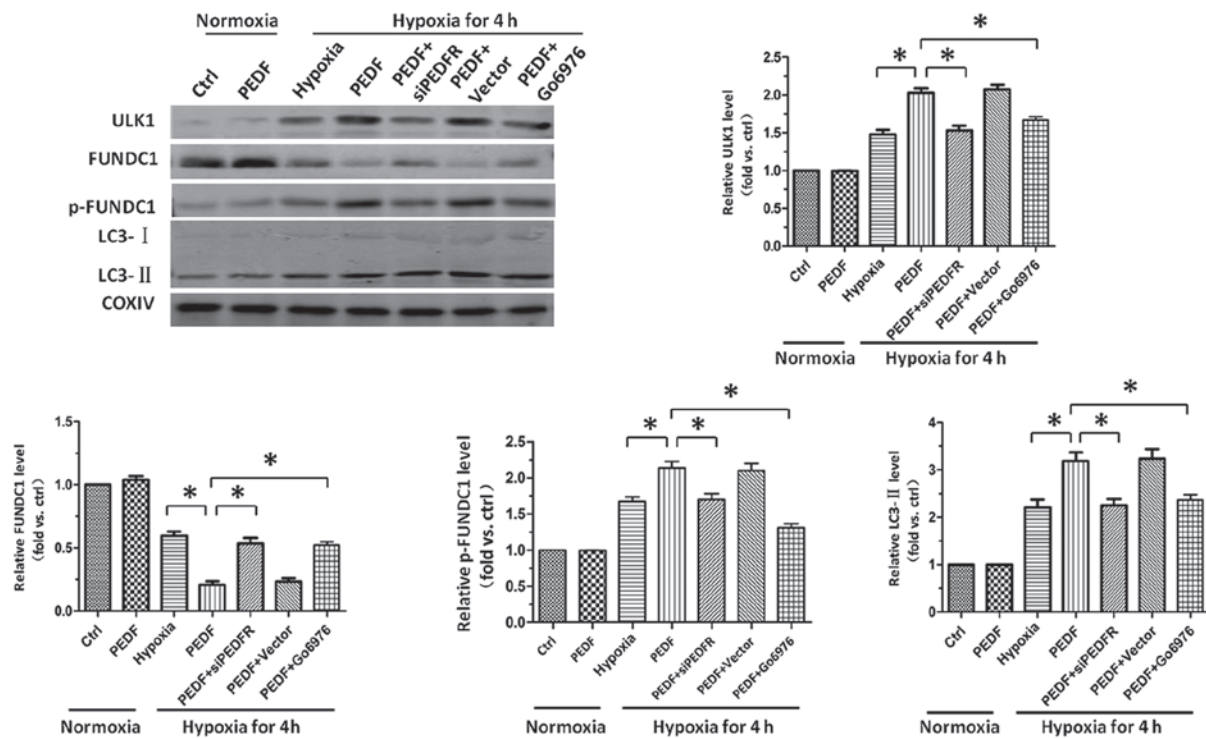 Normoxia
Hypoxia for 4 h
Ctrl
PEDF
Hypoxia
PEDF
PEDF+
siPEDFR
PEDF+
Vector
PEDF+
Go6976
ULK1
FUNDC1
p-FUNDC1
LC3-Ⅰ
LC3-Ⅱ
COXIV
Relative ULK1 level
(fold vs. ctrl)
2.5
2.0
1.5
1.0
0.5
0.0
*
*
*
Ctrl
PEDF
Hypoxia
PEDF
PEDF+siPEDFR
PEDF+Vector
PEDF+Go6976
Normoxia
Hypoxia for 4 h
Relative FUNDC1 level
(fold vs. ctrl)
1.5
1.0
0.5
0.0
*
*
*
Ctrl
PEDF
Hypoxia
PEDF
PEDF+siPEDFR
PEDF+Vector
PEDF+Go6976
Normoxia
Hypoxia for 4 h
Relative p-FUNDC1 level
(fold vs. ctrl)
2.5
2.0
1.5
1.0
0.5
0.0
*
*
*
Ctrl
PEDF
Hypoxia
PEDF
PEDF+siPEDFR
PEDF+Vector
PEDF+Go6976
Normoxia
Hypoxia for 4 h
Relative LC3-Ⅱ level
(fold vs. ctrl)
4
3
2
1
0
*
*
*
Ctrl
PEDF
Hypoxia
PEDF
PEDF+siPEDFR
PEDF+Vector
PEDF+Go6976
Normoxia
Hypoxia for 4 h